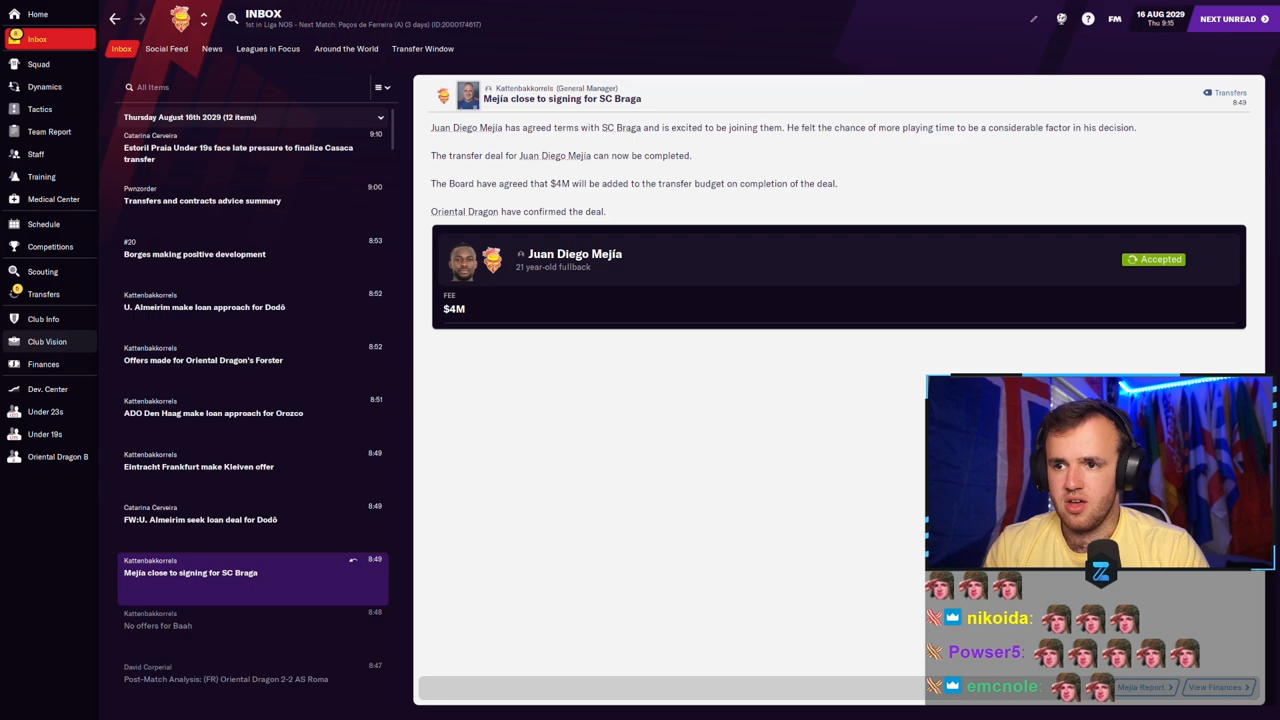 Home
8
Inbox
Squad
Dynamics
Tactics
Team Report
Staff
Training
Medical Center
Schedule
Competitions
Scouting
5
Transfers
Club Info
Club Vision
Finances
Dev. Center
Under 23s
Under 19s
Oriental Dragon B
INBOX
1st in Liga NOS - Next Match: Paços de Ferreira (A) (3 days) (ID:2000174617)
? FM
16 AUG 2029
Thu 9:15
NEXT UNREAD
Inbox Social Feed News Leagues in Focus Around the World Transfer Window
All Items
Thursday August 16th 2029 (12 items)
Catarina Cerveira 9:10
Estoril Praia Under 19s face late pressure to finalize Casaca
transfer
Pwnzorder 9:00
Transfers and contracts advice summary
#20 8:53
Borges making positive development
Kattenbakkorrels 8:52
U. Almeirim make loan approach for Dodô
Kattenbakkorrels 8:52
Offers made for Oriental Dragon's Forster
Kattenbakkorrels 8:51
ADO Den Haag make loan approach for Orozco
Kattenbakkorrels 8:49
Eintracht Frankfurt make Kleiven offer
Catarina Cerveira 8:49
FW:U. Almeirim seek loan deal for Dodô
Kattenbakkorrels 8:49
Mejía close to signing for SC Braga
Kattenbakkorrels 8:48
No offers for Baah
David Corperial 8:47
Post-Match Analysis: (FR) Oriental Dragon 2-2 AS Roma
Kattenbakkorrels (General Manager)
Mejía close to signing for SC Braga
Transfers
8:49
Juan Diego Mejía has agreed terms with SC Braga and is excited to be joining them. He felt the chance of more playing time to be a considerable factor in his decision.
The transfer deal for Juan Diego Mejía can now be completed.
The Board have agreed that $4M will be added to the transfer budget on completion of the deal.
Oriental Dragon have confirmed the deal.
Juan Diego Mejía
21 year-old fullback
Accepted
FEE
$4M
Z
nikoida:
Powser5:
emcnole:
Mejía Report
View Finances